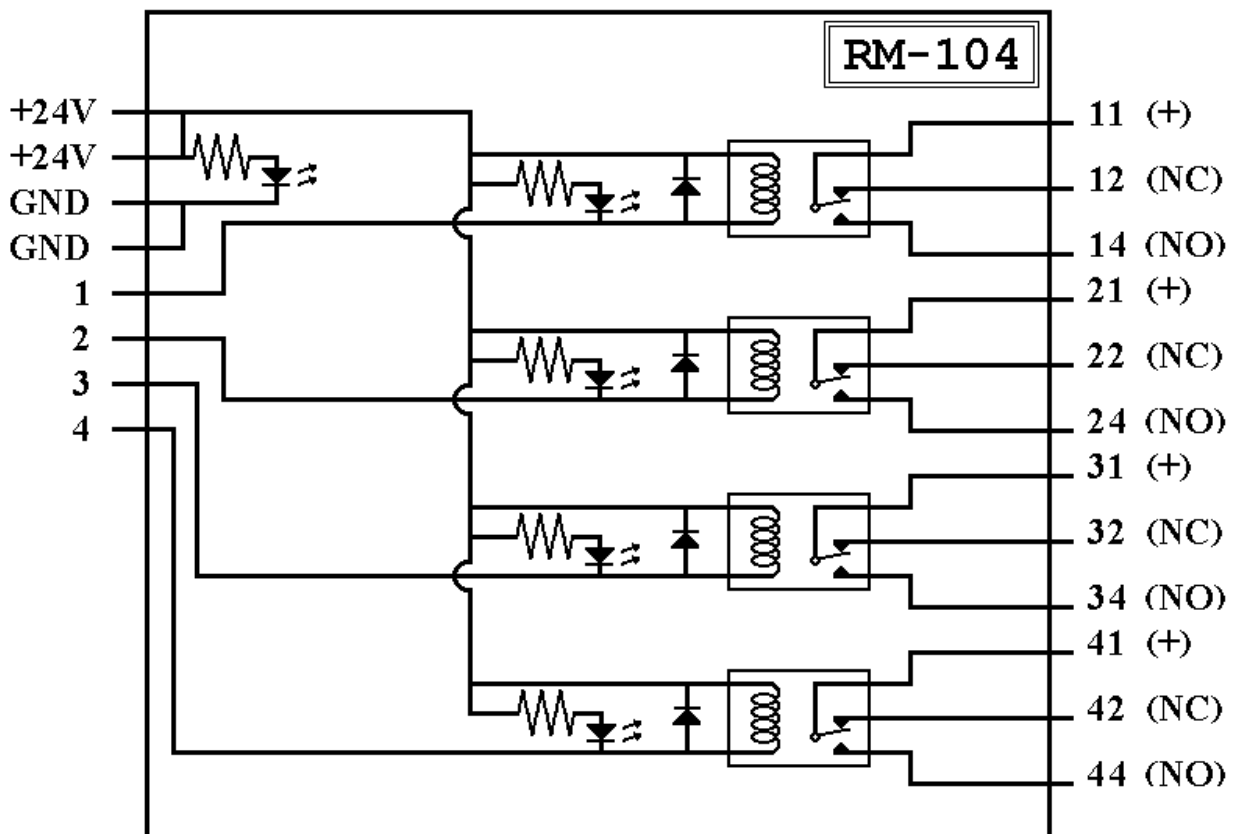 RM-104
+24V
+24V
GND
GND
1
2
3
4
11 (+)
12 (NC)
14 (NO)
21 (+)
22 (NC)
24 (NO)
31 (+)
32 (NC)
34 (NO)
41 (+)
42 (NC)
44 (NO)